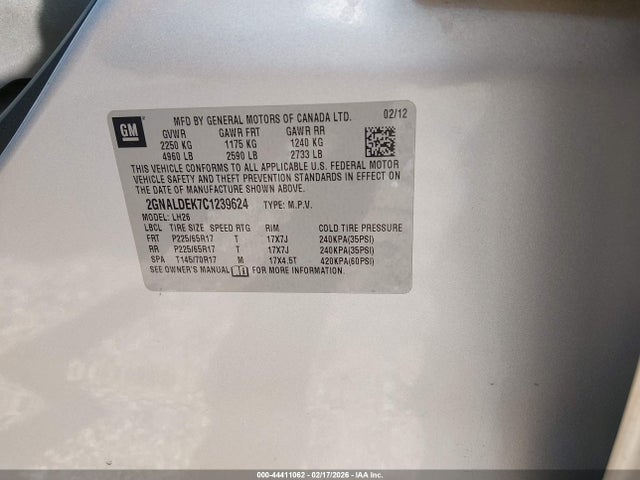 GM
MFD BY GENERAL MOTORS OF CANADA LTD. 02/12
GVWR GAWR FRT GAWR RR
2250 KG 1175 KG 1240 KG
4960 LB 2590 LB 2733 LB
THIS VEHICLE CONFORMS TO ALL APPLICABLE U.S. FEDERAL MOTOR
VEHICLE SAFETY AND THEFT PREVENTION STANDARDS IN EFFECT ON
THE DATE OF MANUFACTURE SHOWN ABOVE.
2GNALDEK7C1239624 TYPE: M.P.V.
MODEL: LH26
LBCL TIRE SIZE SPEED RTG RIM COLD TIRE PRESSURE
FRT P225/65R17 T 17X7J 240KPA(35PSI)
RR P225/65R17 T 17X7J 240KPA(35PSI)
SPA T145/70R17 M 17X4.5T 420KPA(60PSI)
SEE OWNER'S MANUAL FOR MORE INFORMATION.
000-44411062 - 02/17/2026 - IAA Inc.